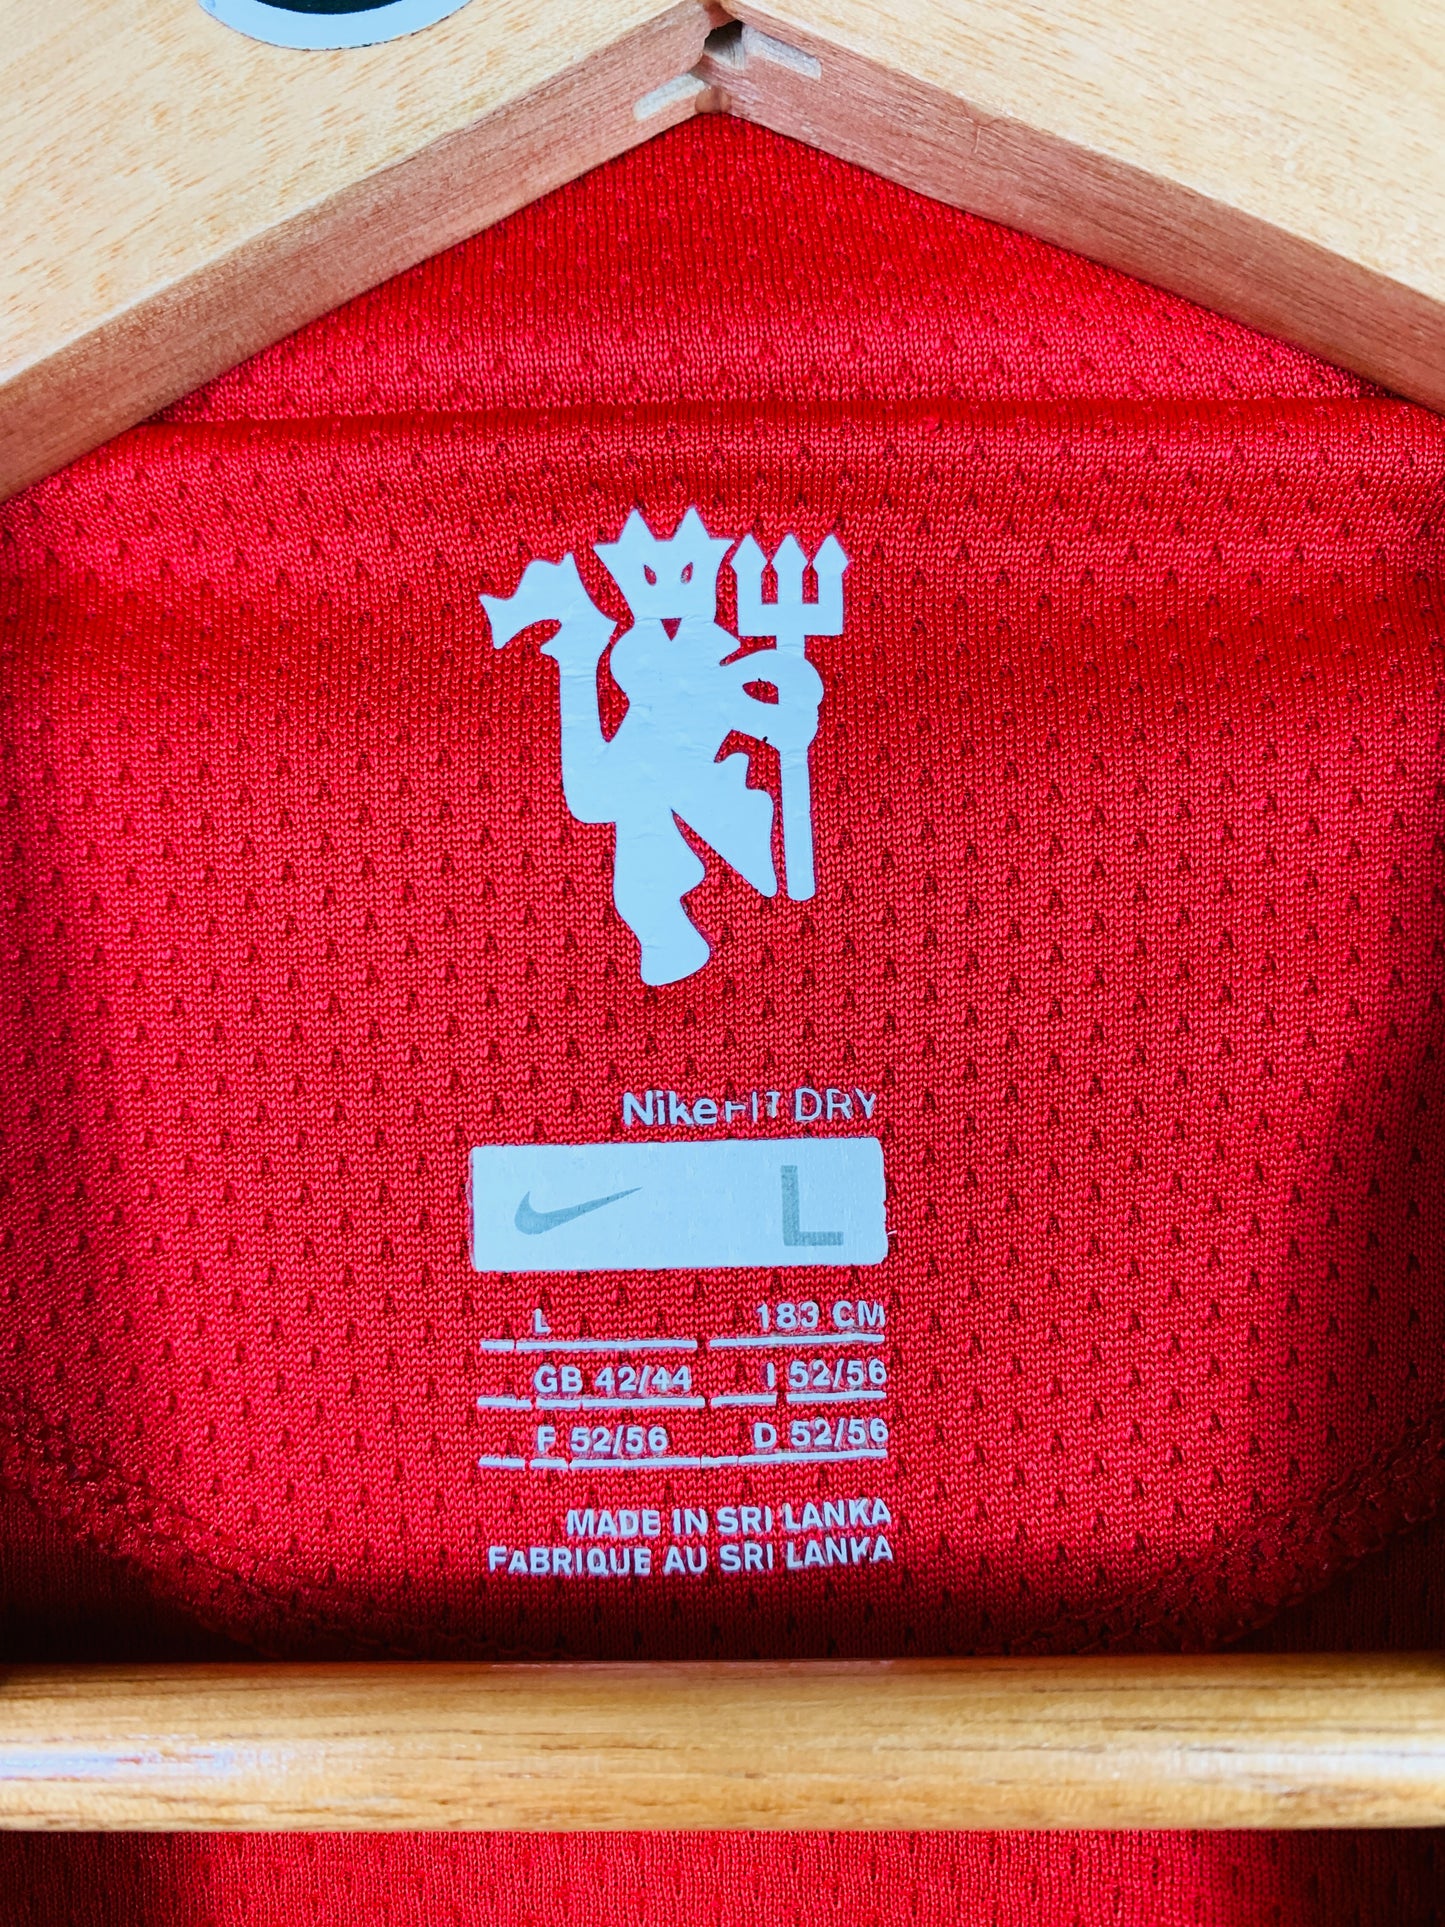 NikeFIT DRY
L
L 183 CM
GB 42/44 I 52/56
F 52/56 D 52/56
MADE IN SRI LANKA
FABRIQUE AU SRI LANKA